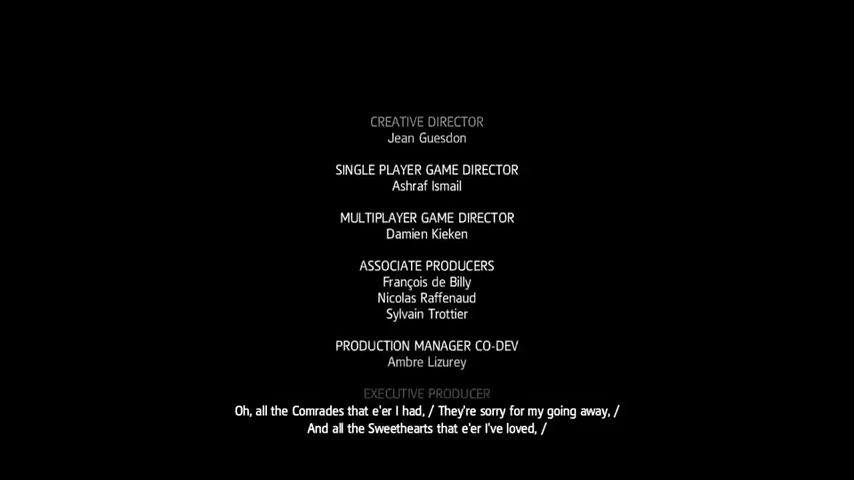 CREATIVE DIRECTOR
Jean Guesdon
SINGLE PLAYER GAME DIRECTOR
Ashraf Ismail
MULTIPLAYER GAME DIRECTOR
Damien Kieken
ASSOCIATE PRODUCERS
François de Billy
Nicolas Raffenaud
Sylvain Trottier
PRODUCTION MANAGER CO-DEV
Ambre Lizurey
EXECUTIVE PRODUCER
Oh, all the Comrades that e'er I had, / They're sorry for my going away, /
And all the Sweethearts that e'er I've loved, /